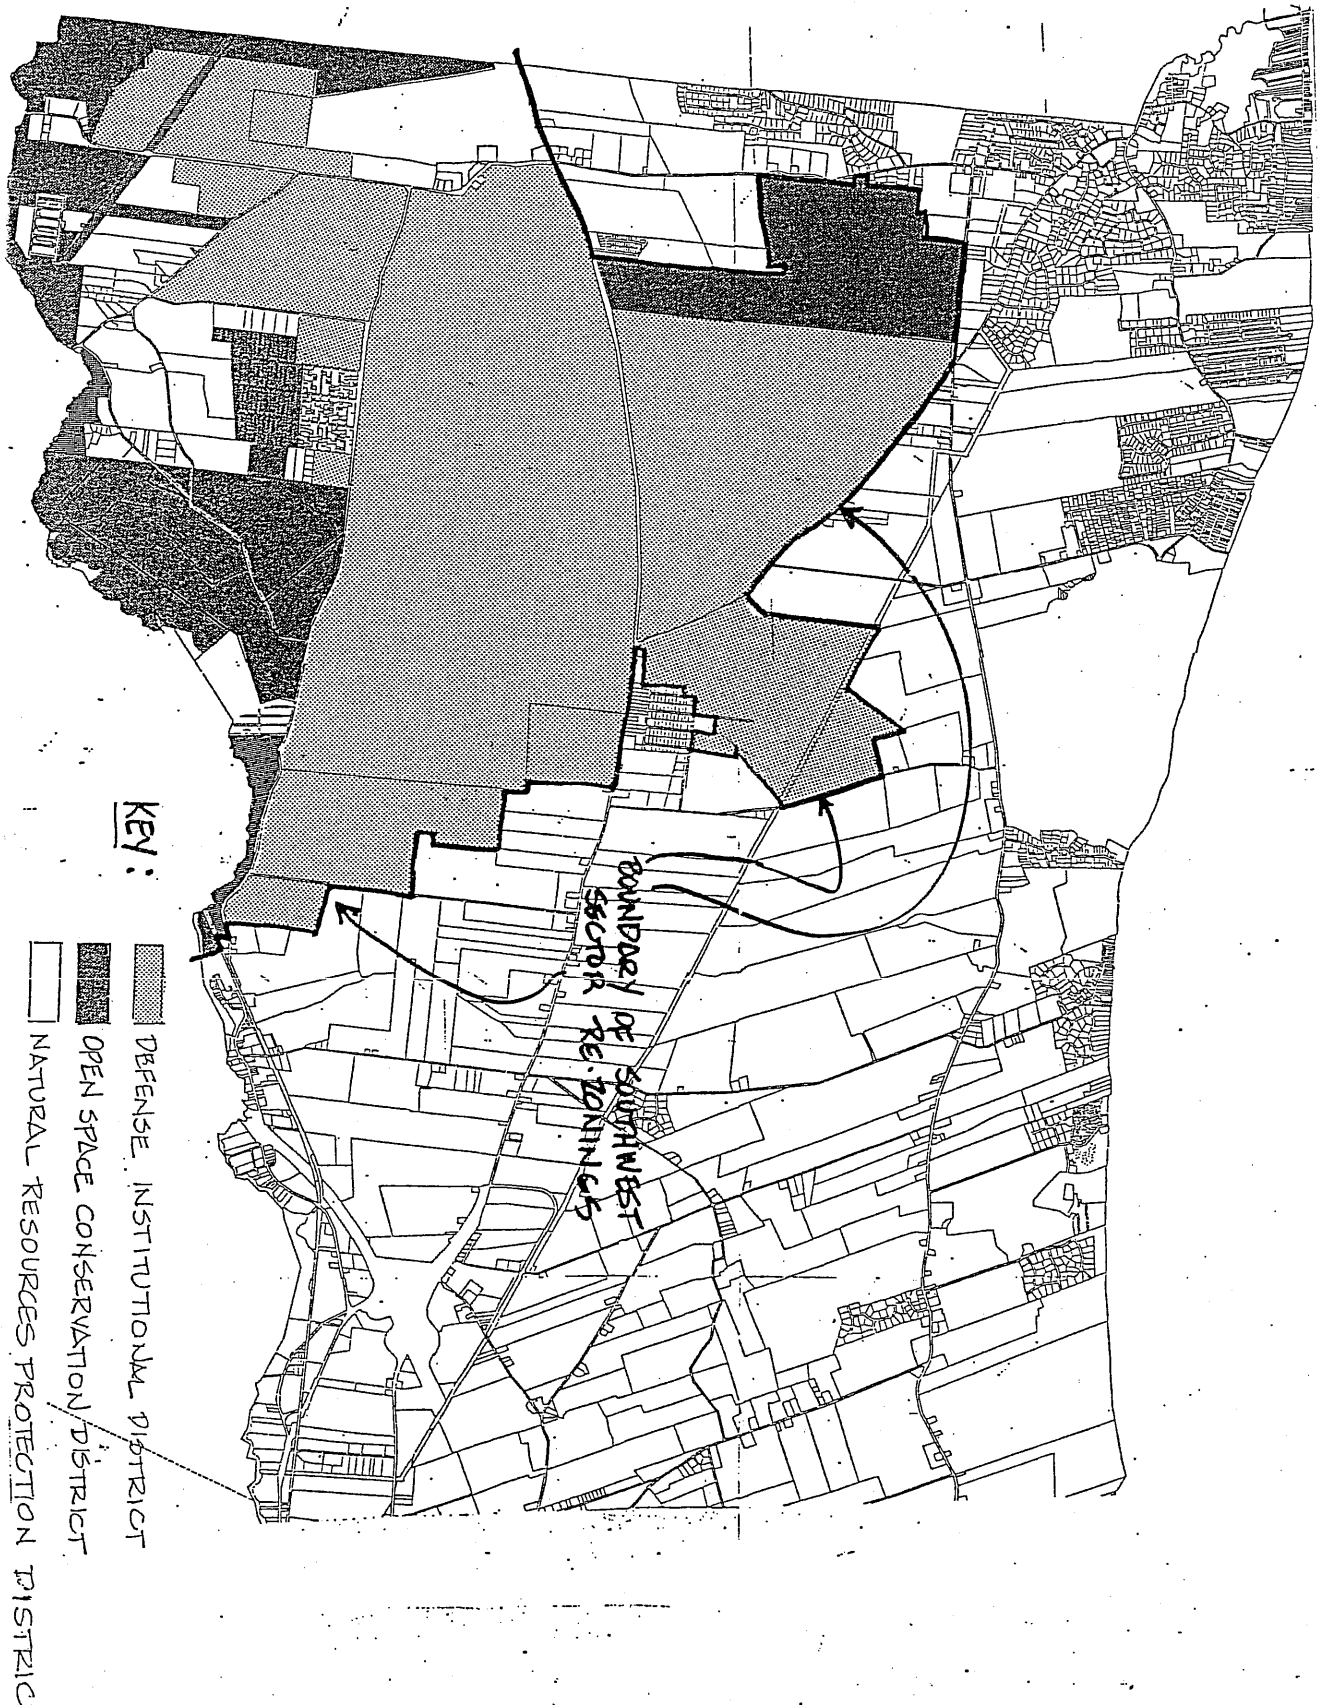 BOUNDARY OF SOUTHWEST
SECTOR RE-ZONINGS
KEY:
DEFENSE INSTITUTIONAL DISTRICT
OPEN SPACE CONSERVATION DISTRICT
NATURAL RESOURCES PROTECTION DISTRIC